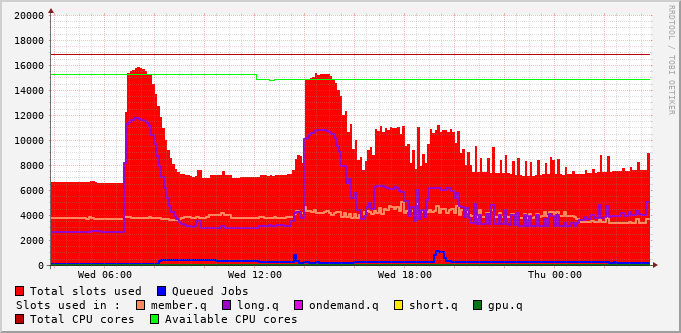 20000
18000
16000
14000
12000
10000
8000
6000
4000
2000
0
Wed 06:00 Wed 12:00 Wed 18:00 Thu 00:00
RRDTOOL / TOBI OETIKER
Total slots used Queued Jobs
Slots used in : member.q long.q ondemand.q short.q gpu.q
Total CPU cores Available CPU cores